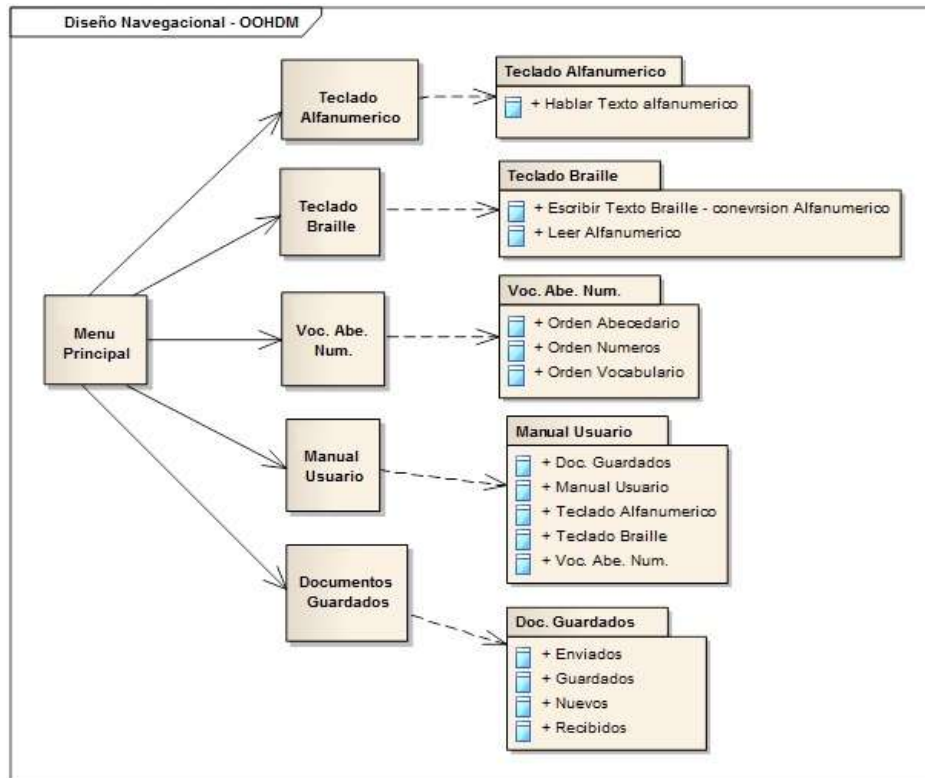 Diseño Navegacional - OOHDM
Teclado
Alfanumerico
Teclado Alfanumerico
+ Hablar Texto alfanumerico
Teclado
Braille
Teclado Braille
+ Escribir Texto Braille - conevrsion Alfanumerico
+ Leer Alfanumerico
Menu
Principal
Voc. Abe.
Num.
Voc. Abe. Num.
+ Orden Abecedario
+ Orden Numeros
+ Orden Vocabulario
Manual
Usuario
Manual Usuario
+ Doc. Guardados
+ Manual Usuario
+ Teclado Alfanumerico
+ Teclado Braille
+ Voc. Abe. Num.
Documentos
Guardados
Doc. Guardados
+ Enviados
+ Guardados
+ Nuevos
+ Recibidos